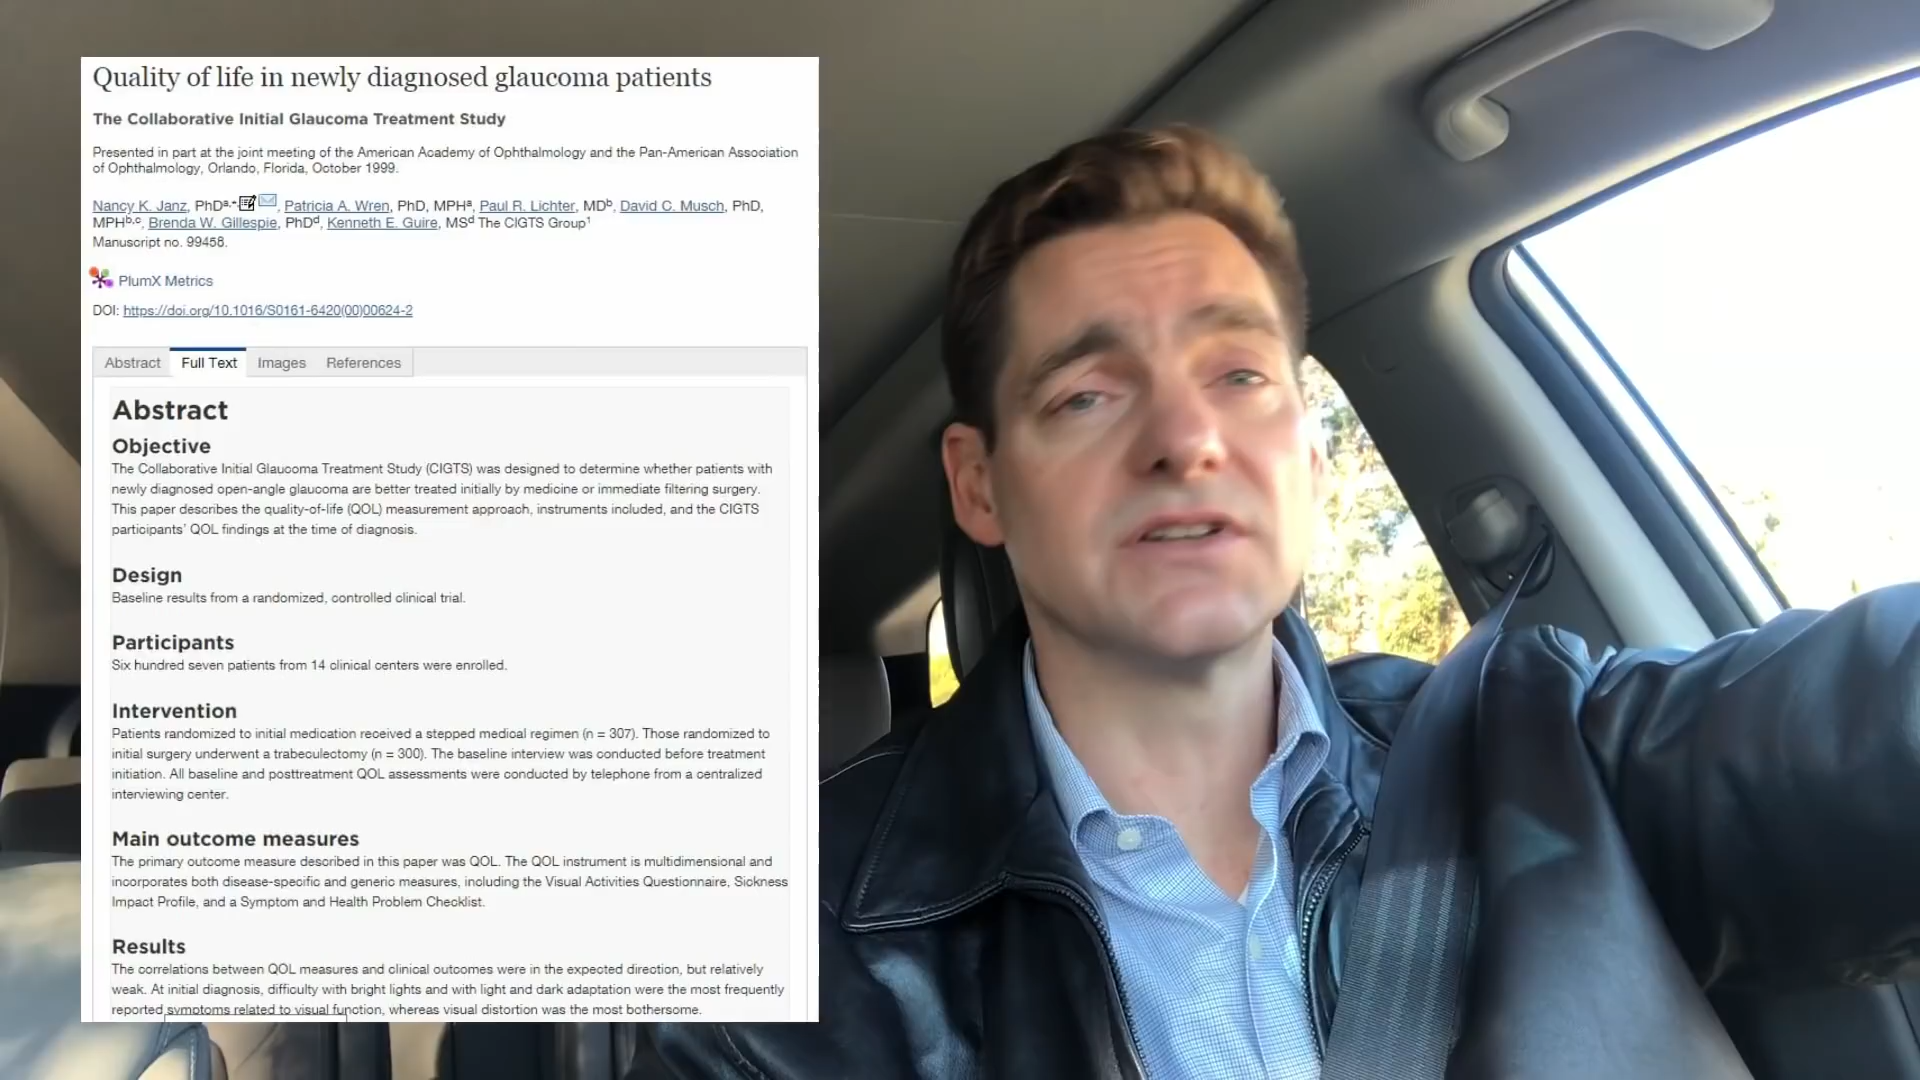 Quality of life in newly diagnosed glaucoma patients
The Collaborative Initial Glaucoma Treatment Study
Presented in part at the joint meeting of the American Academy of Ophthalmology and the Pan-American Association
of Ophthalmology, Orlando, Florida, October 1999.
Nancy K. Janz, PhDa,*, Patricia A. Wren, PhD, MPHa, Paul R. Lichter, MDb, David C. Musch, PhD,
MPHb,c, Brenda W. Gillespie, PhDd, Kenneth E. Guire, MSd The CIGTS Group1
Manuscript no. 99458.
PlumX Metrics
DOI: https://doi.org/10.1016/S0161-6420(00)00624-2
Abstract Full Text Images References
Abstract
Objective
The Collaborative Initial Glaucoma Treatment Study (CIGTS) was designed to determine whether patients with
newly diagnosed open-angle glaucoma are better treated initially by medicine or immediate filtering surgery.
This paper describes the quality-of-life (QOL) measurement approach, instruments included, and the CIGTS
participants’ QOL findings at the time of diagnosis.
Design
Baseline results from a randomized, controlled clinical trial.
Participants
Six hundred seven patients from 14 clinical centers were enrolled.
Intervention
Patients randomized to initial medication received a stepped medical regimen (n = 307). Those randomized to
initial surgery underwent a trabeculectomy (n = 300). The baseline interview was conducted before treatment
initiation. All baseline and posttreatment QOL assessments were conducted by telephone from a centralized
interviewing center.
Main outcome measures
The primary outcome measure described in this paper was QOL. The QOL instrument is multidimensional and
incorporates both disease-specific and generic measures, including the Visual Activities Questionnaire, Sickness
Impact Profile, and a Symptom and Health Problem Checklist.
Results
The correlations between QOL measures and clinical outcomes were in the expected direction, but relatively
weak. At initial diagnosis, difficulty with bright lights and with light and dark adaptation were the most frequently
reported symptoms related to visual function, whereas visual distortion was the most bothersome.